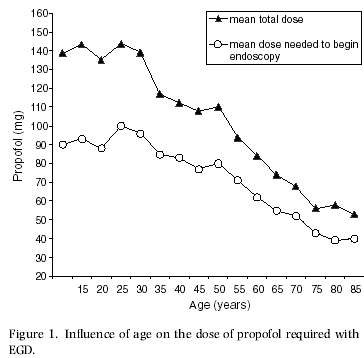 160
150
140
130
120
110
100
90
80
70
60
50
40
30
20
Propofol (mg)
mean total dose
mean dose needed to begin
endoscopy
15 20 25 30 35 40 45 50 55 60 65 70 75 80 85
Age (years)
Figure 1. Influence of age on the dose of propofol required with
EGD.